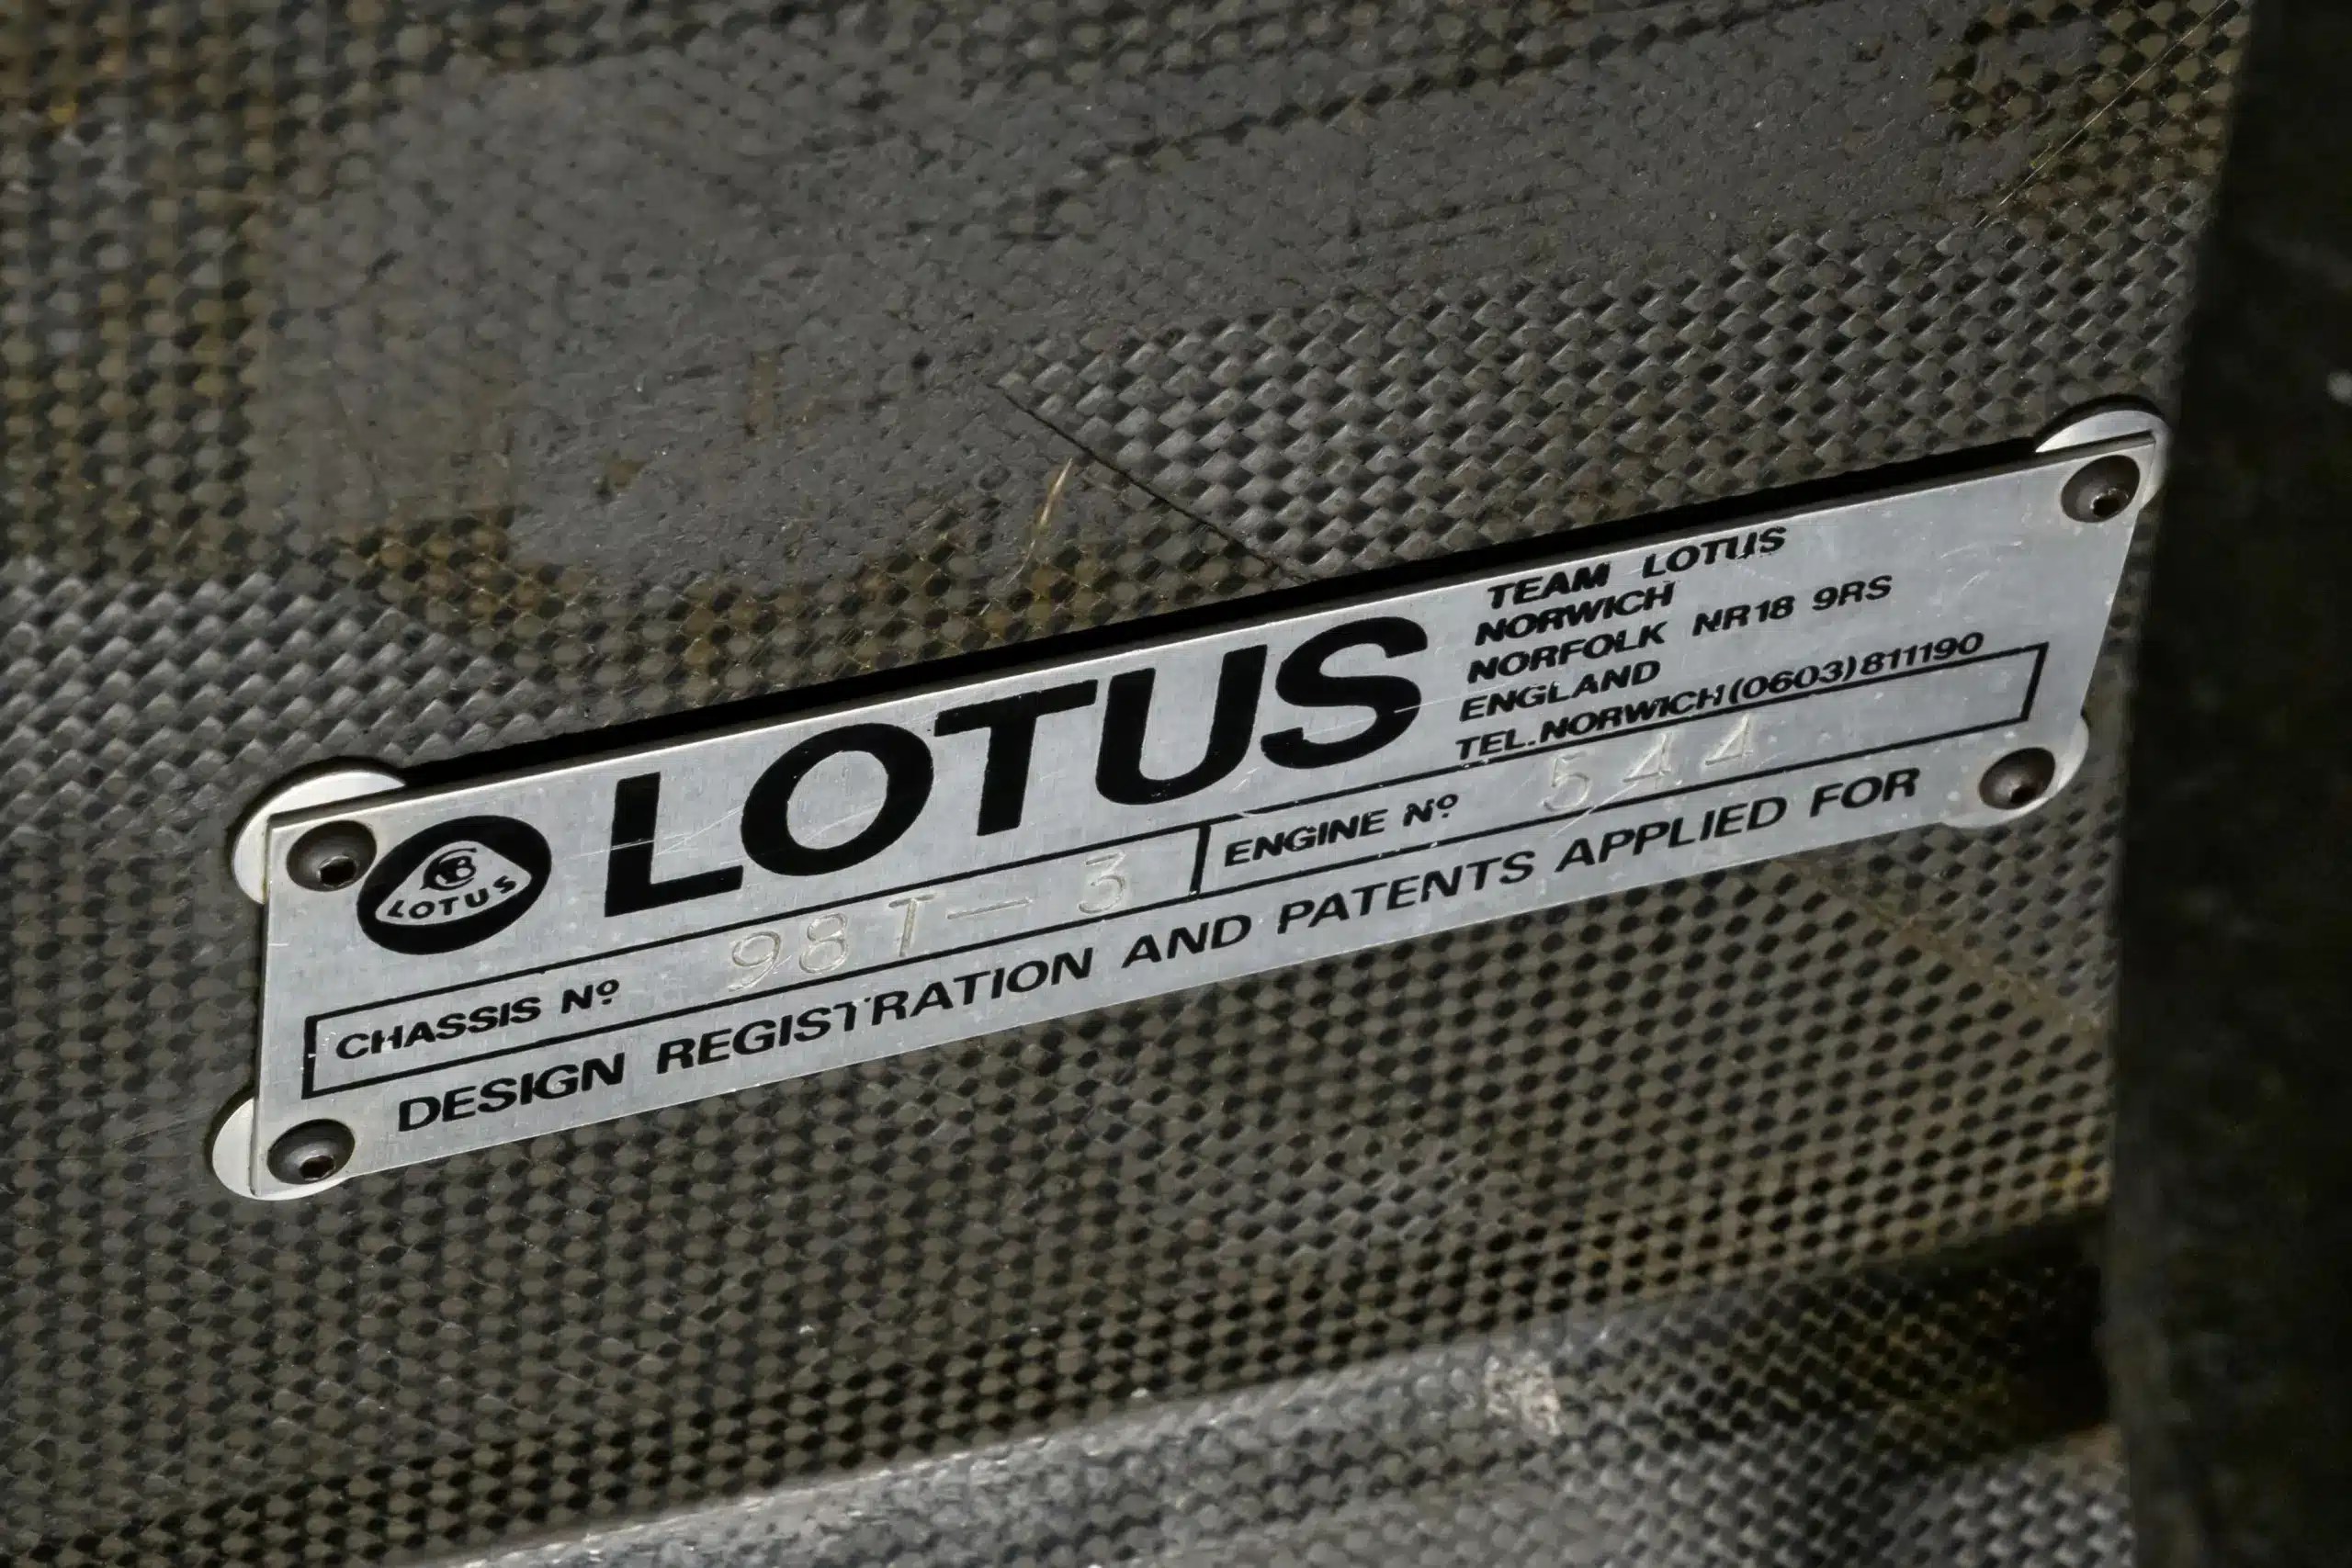 LOTUS
LOTUS
TEAM LOTUS
NORWICH
NORFOLK NR18 9RS
ENGLAND
TEL. NORWICH (0603) 811190
CHASSIS Nº 98T-3
ENGINE Nº 544
DESIGN REGISTRATION AND PATENTS APPLIED FOR